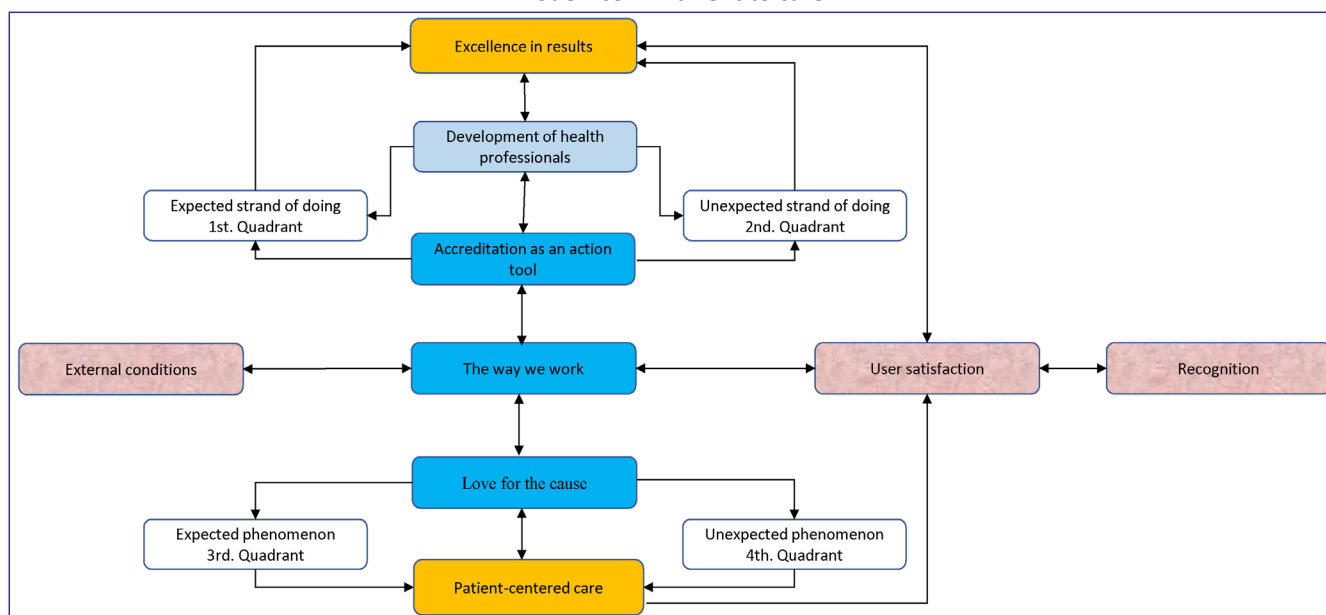 Excellence in results
Development of health
professionals
Expected strand of doing
1st. Quadrant
Unexpected strand of doing
2nd. Quadrant
Accreditation as an action
tool
External conditions
The way we work
User satisfaction
Recognition
Love for the cause
Expected phenomenon
3rd. Quadrant
Unexpected phenomenon
4th. Quadrant
Patient-centered care